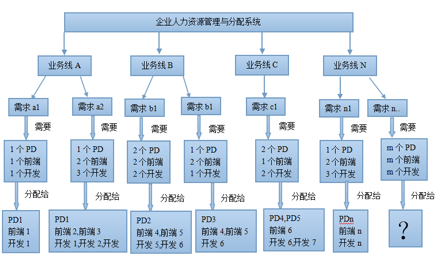 企业人力资源管理与分配系统
业务线 A
业务线 B
业务线 C
业务线 N
需求 a1
需求 a2
需求 b1
需求 b1
需求 c1
需求 n1
需求 n..
需要
需要
需要
需要
需要
需要
需要
1 个 PD
1 个前端
1 个开发
1 个 PD
2 个前端
3 个开发
2 个 PD
2 个前端
2 个开发
1 个 PD
2 个前端
1 个开发
2 个 PD
1 个前端
2 个开发
1 个 PD
1 个前端
1 个开发
m 个 PD
m 个前端
m 个开发
分配给
分配给
分配给
分配给
分配给
分配给
分配给
PD1
前端 1
开发 1
PD1
前端 2,前端 3
开发 1,开发 2,开发
PD2
前端 4,前端 5
开发 5,开发 6
PD3
前端 4,前端 5
开发 6
PD4,PD5
前端 6
开发 6,开发 7
PDn
前端 n
开发 n
？